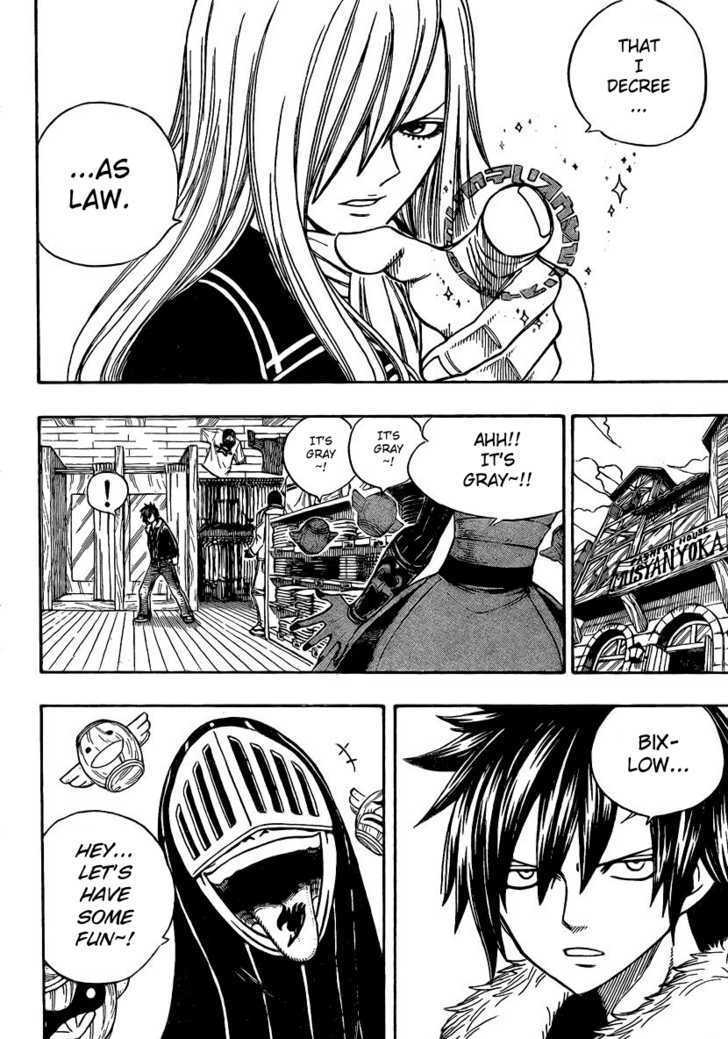 THAT
I
DECREE
...
...AS
LAW.
FASHION HOUSE
MUSYANYOKA
AHH!!
IT'S
GRAY~!!
IT'S
GRAY
~!
IT'S
GRAY
~!
!
BIX-
LOW...
HEY...
LET'S
HAVE
SOME
FUN~!